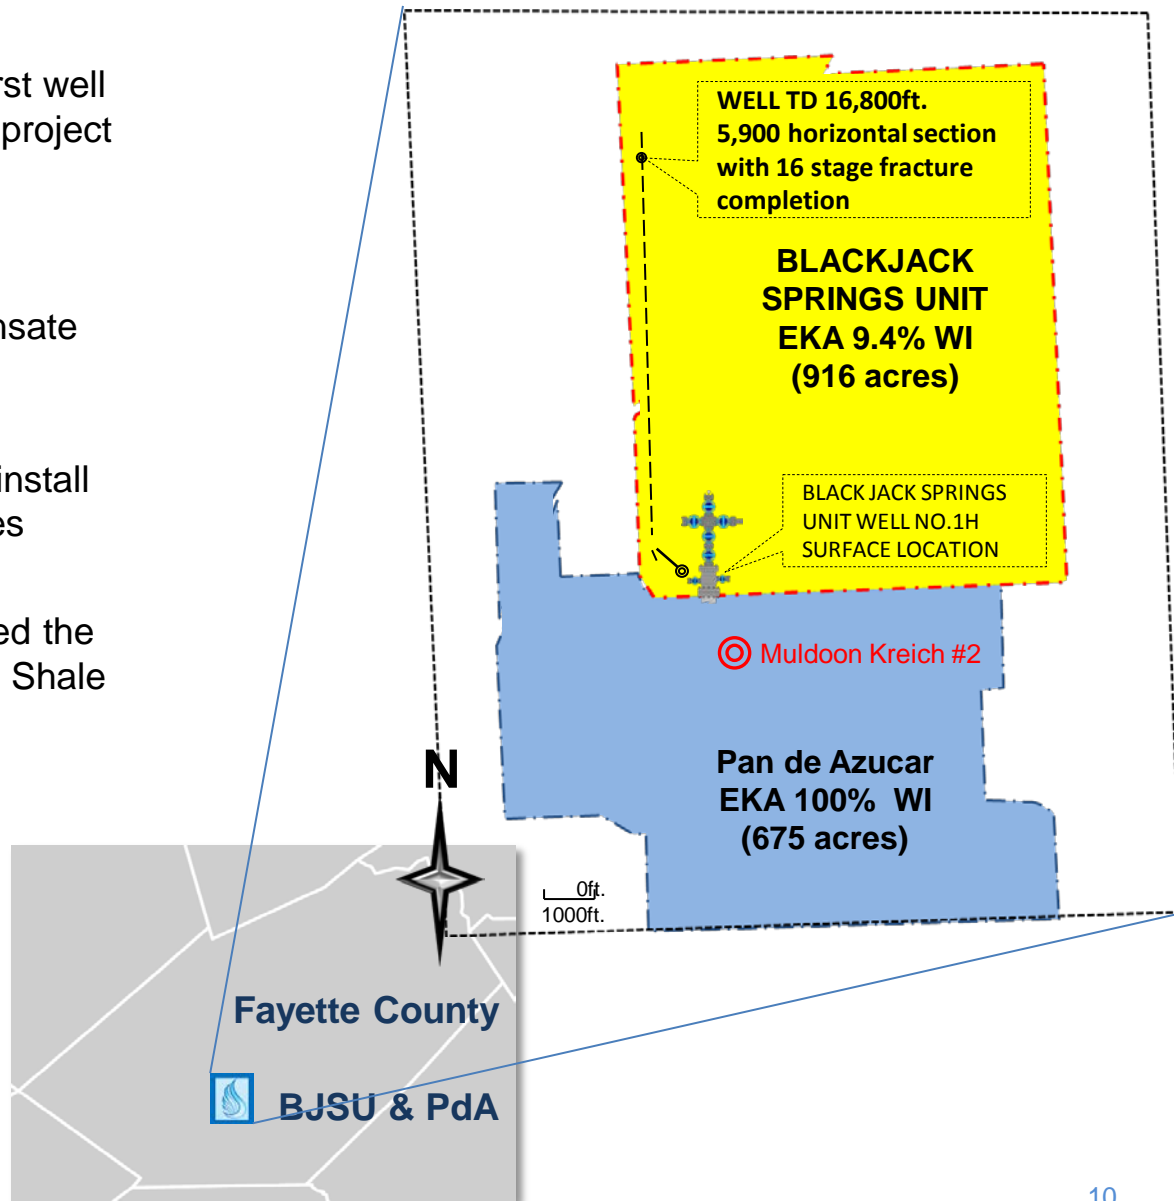 rst well
project
nsate
install
es
ed the
Shale
WELL TD 16,800ft.
5,900 horizontal section
with 16 stage fracture
completion
BLACKJACK
SPRINGS UNIT
EKA 9.4% WI
(916 acres)
BLACK JACK SPRINGS
UNIT WELL NO.1H
SURFACE LOCATION
Muldoon Kreich #2
Pan de Azucar
EKA 100% WI
(675 acres)
N
0ft.
1000ft.
Fayette County
BJSU & PdA
10